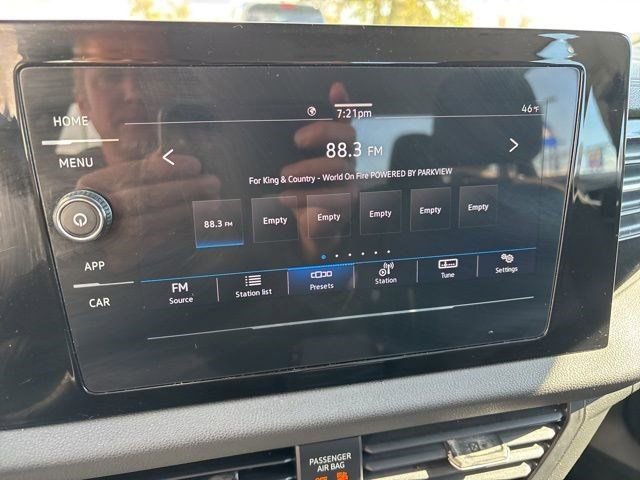 7:21pm
46°F
HOME
MENU
88.3 FM
For King & Country - World On Fire POWERED BY PARKVIEW
88.3 FM
Empty
Empty
Empty
Empty
Empty
APP
CAR
FM
Source
Station list
Presets
Station
Tune
Settings
PASSENGER
AIR BAG